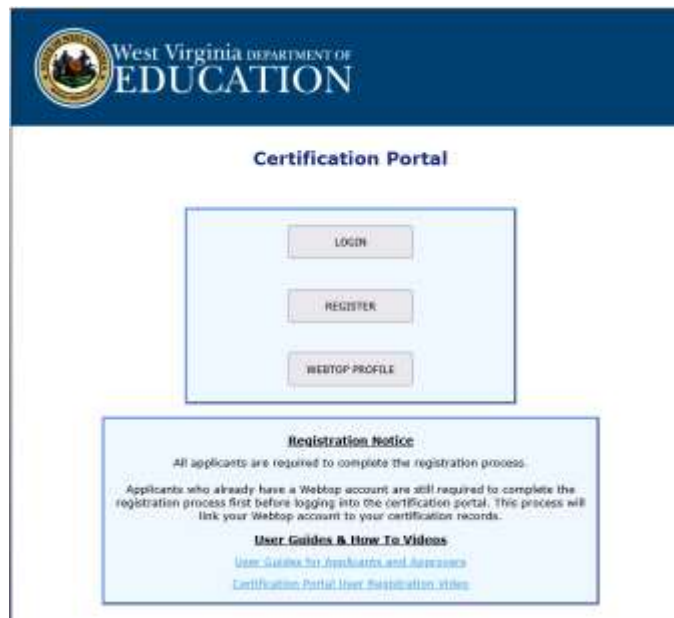 West Virginia DEPARTMENT OF
EDUCATION
Certification Portal
LOGIN
REGISTER
WEBTOP PROFILE
Registration Notice
All applicants are required to complete the registration process.
Applicants who already have a Webtop account are still required to complete the
registration process first before logging into the certification portal. This process will
link your Webtop account to your certification records.
User Guides & How To Videos
User Guides for Applicants and Approvers
Certification Portal User Registration Video